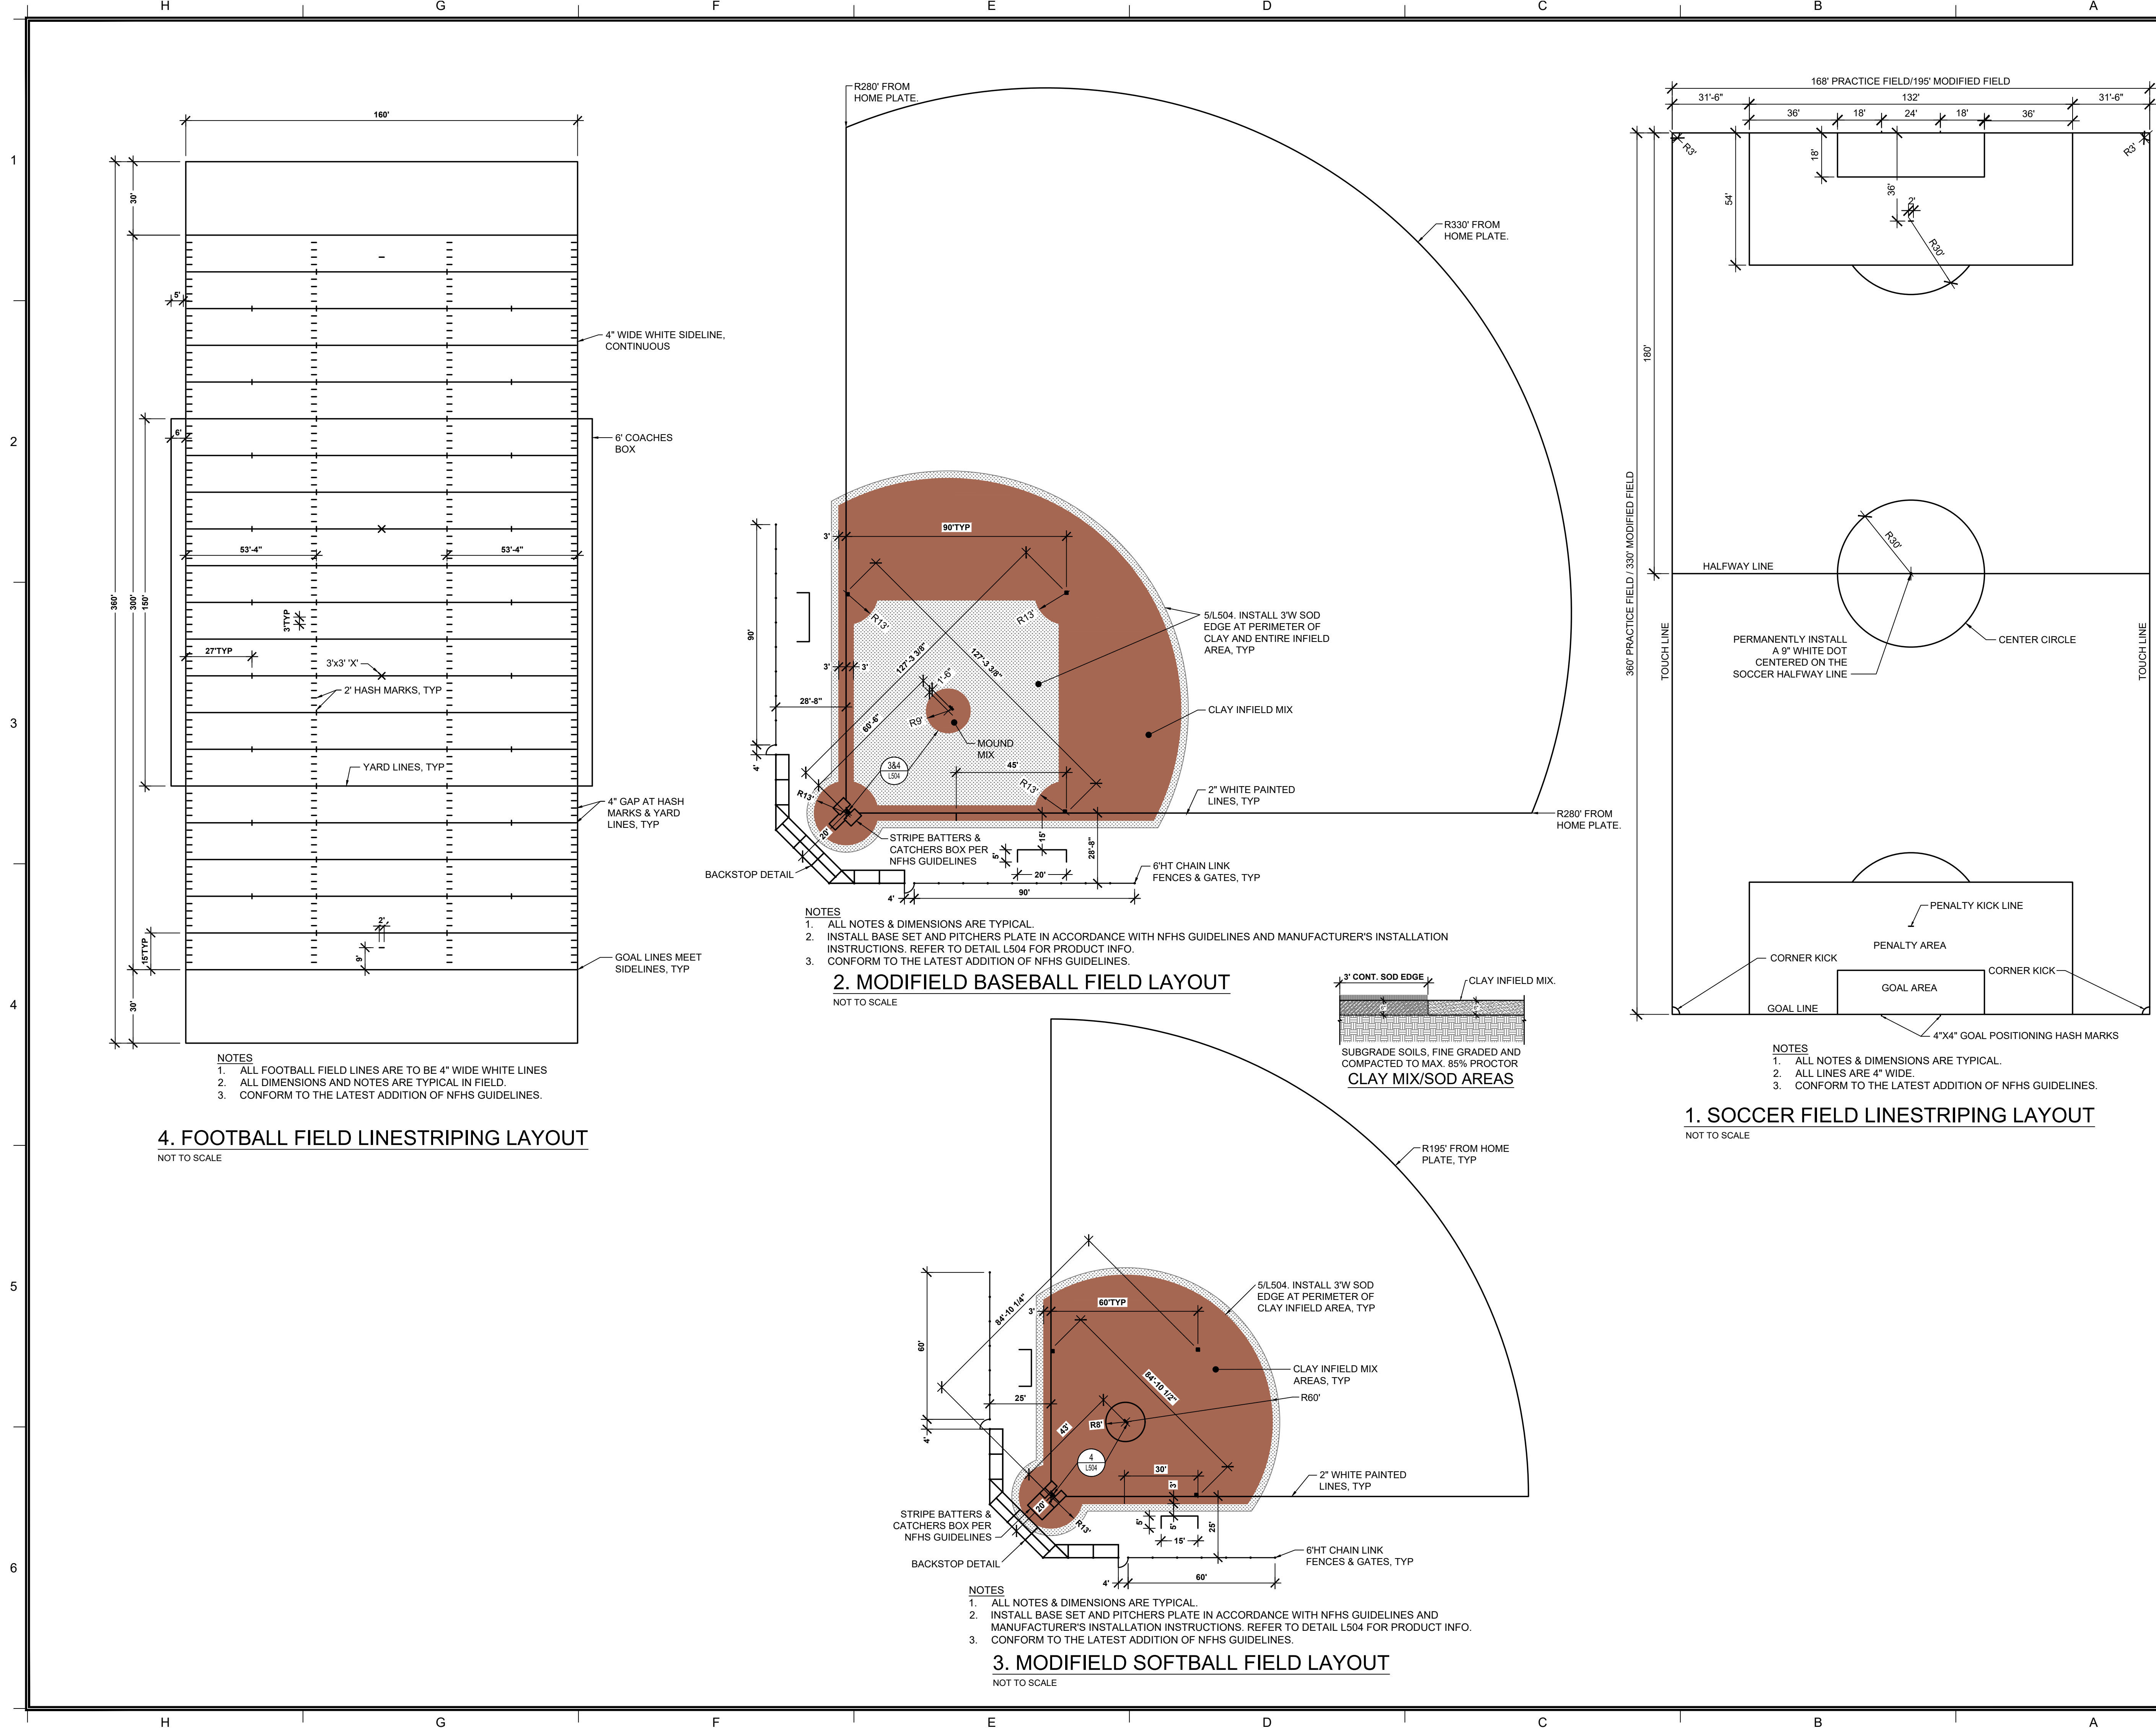 H G F E D C B A
1
2
3
4
5
6
160'
30'
360'
300'
150'
5'
6'
53'-4"
53'-4"
3'TYP
27'TYP
3'x3' 'X'
2' HASH MARKS, TYP
YARD LINES, TYP
15'TYP
2'
9'
30'
4" WIDE WHITE SIDELINE,
CONTINUOUS
6' COACHES
BOX
4" GAP AT HASH
MARKS & YARD
LINES, TYP
GOAL LINES MEET
SIDELINES, TYP
NOTES
1. ALL FOOTBALL FIELD LINES ARE TO BE 4" WIDE WHITE LINES
2. ALL DIMENSIONS AND NOTES ARE TYPICAL IN FIELD.
3. CONFORM TO THE LATEST ADDITION OF NFHS GUIDELINES.
4. FOOTBALL FIELD LINESTRIPING LAYOUT
NOT TO SCALE
R280' FROM
HOME PLATE.
R330' FROM
HOME PLATE.
90'TYP
3'
R13'
R13'
90'
127'-3 3/8"
127'-3 3/8"
3'
3'
1'-6"
28'-8"
R9'
60'-6"
MOUND
MIX
3&4
L504
45'
4'
R13'
R13'
20'
5/L504. INSTALL 3'W SOD
EDGE AT PERIMETER OF
CLAY AND ENTIRE INFIELD
AREA, TYP
CLAY INFIELD MIX
2" WHITE PAINTED
LINES, TYP
R280' FROM
HOME PLATE.
STRIPE BATTERS &
CATCHERS BOX PER
NFHS GUIDELINES
15'
5'
28'-8"
20'
90'
4'
6'HT CHAIN LINK
FENCES & GATES, TYP
BACKSTOP DETAIL
NOTES
1. ALL NOTES & DIMENSIONS ARE TYPICAL.
2. INSTALL BASE SET AND PITCHERS PLATE IN ACCORDANCE WITH NFHS GUIDELINES AND MANUFACTURER'S INSTALLATION
INSTRUCTIONS. REFER TO DETAIL L504 FOR PRODUCT INFO.
3. CONFORM TO THE LATEST ADDITION OF NFHS GUIDELINES.
2. MODIFIELD BASEBALL FIELD LAYOUT
NOT TO SCALE
3' CONT. SOD EDGE
CLAY INFIELD MIX.
SUBGRADE SOILS, FINE GRADED AND
COMPACTED TO MAX. 85% PROCTOR
CLAY MIX/SOD AREAS
168' PRACTICE FIELD/195' MODIFIED FIELD
31'-6"
132'
31'-6"
36'
18'
24'
18'
36'
R3'
R3'
18'
54'
36'
2'
R30'
180'
360' PRACTICE FIELD / 330' MODIFIED FIELD
R30'
HALFWAY LINE
TOUCH LINE
TOUCH LINE
PERMANENTLY INSTALL
A 9" WHITE DOT
CENTERED ON THE
SOCCER HALFWAY LINE
CENTER CIRCLE
PENALTY KICK LINE
PENALTY AREA
CORNER KICK
CORNER KICK
GOAL AREA
GOAL LINE
4"X4" GOAL POSITIONING HASH MARKS
NOTES
1. ALL NOTES & DIMENSIONS ARE TYPICAL.
2. ALL LINES ARE 4" WIDE.
3. CONFORM TO THE LATEST ADDITION OF NFHS GUIDELINES.
1. SOCCER FIELD LINESTRIPING LAYOUT
NOT TO SCALE
R195' FROM HOME
PLATE, TYP
84'-10 1/4"
60'TYP
3'
60'
84'-10 1/2"
25'
R8'
43'
4
L504
4'
30'
3'
20'
R13'
5'
5'
25'
15'
60'
4'
5/L504. INSTALL 3'W SOD
EDGE AT PERIMETER OF
CLAY INFIELD AREA, TYP
CLAY INFIELD MIX
AREAS, TYP
R60'
2" WHITE PAINTED
LINES, TYP
STRIPE BATTERS &
CATCHERS BOX PER
NFHS GUIDELINES
BACKSTOP DETAIL
6'HT CHAIN LINK
FENCES & GATES, TYP
NOTES
1. ALL NOTES & DIMENSIONS ARE TYPICAL.
2. INSTALL BASE SET AND PITCHERS PLATE IN ACCORDANCE WITH NFHS GUIDELINES AND
MANUFACTURER'S INSTALLATION INSTRUCTIONS. REFER TO DETAIL L504 FOR PRODUCT INFO.
3. CONFORM TO THE LATEST ADDITION OF NFHS GUIDELINES.
3. MODIFIELD SOFTBALL FIELD LAYOUT
NOT TO SCALE
H G F E D C B A